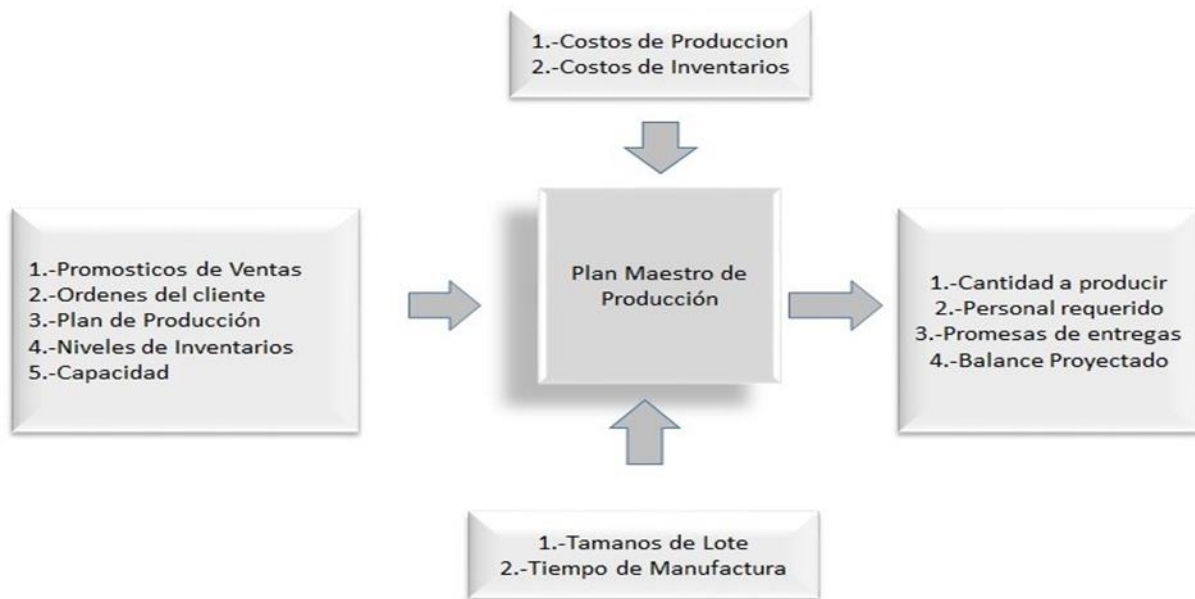 1.-Costos de Produccion
2.-Costos de Inventarios
1.-Promosticos de Ventas
2.-Ordenes del cliente
3.-Plan de Producción
4.-Niveles de Inventarios
5.-Capacidad
Plan Maestro de
Producción
1.-Cantidad a producir
2.-Personal requerido
3.-Promesas de entregas
4.-Balance Proyectado
1.-Tamanos de Lote
2.-Tiempo de Manufactura